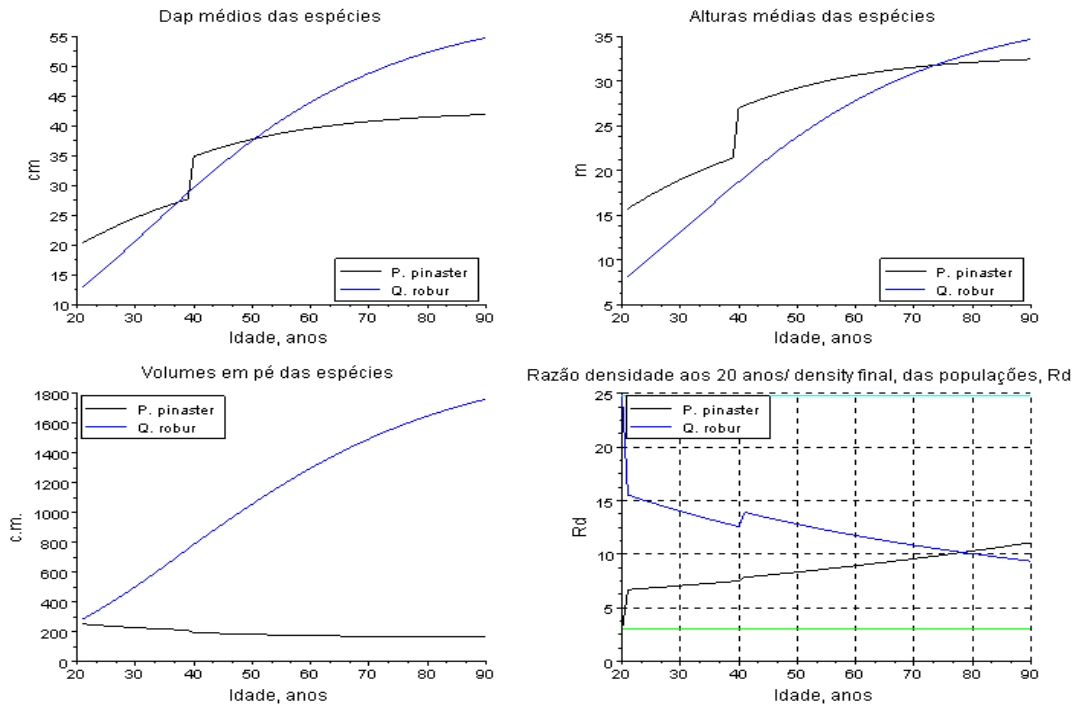 Dap médios das espécies
55
50
45
40
35
30
25
20
15
10
cm
20 30 40 50 60 70 80 90
Idade, anos
P. pinaster
Q. robur
Alturas médias das espécies
35
30
25
20
15
10
5
m
20 30 40 50 60 70 80 90
Idade, anos
P. pinaster
Q. robur
Volumes em pé das espécies
1800
1600
1400
1200
1000
800
600
400
200
0
c.m.
20 30 40 50 60 70 80 90
Idade, anos
P. pinaster
Q. robur
Razão densidade aos 20 anos/ density final, das populações, Rd
25
20
15
10
5
0
Rd
20 30 40 50 60 70 80 90
Idade, anos
P. pinaster
Q. robur